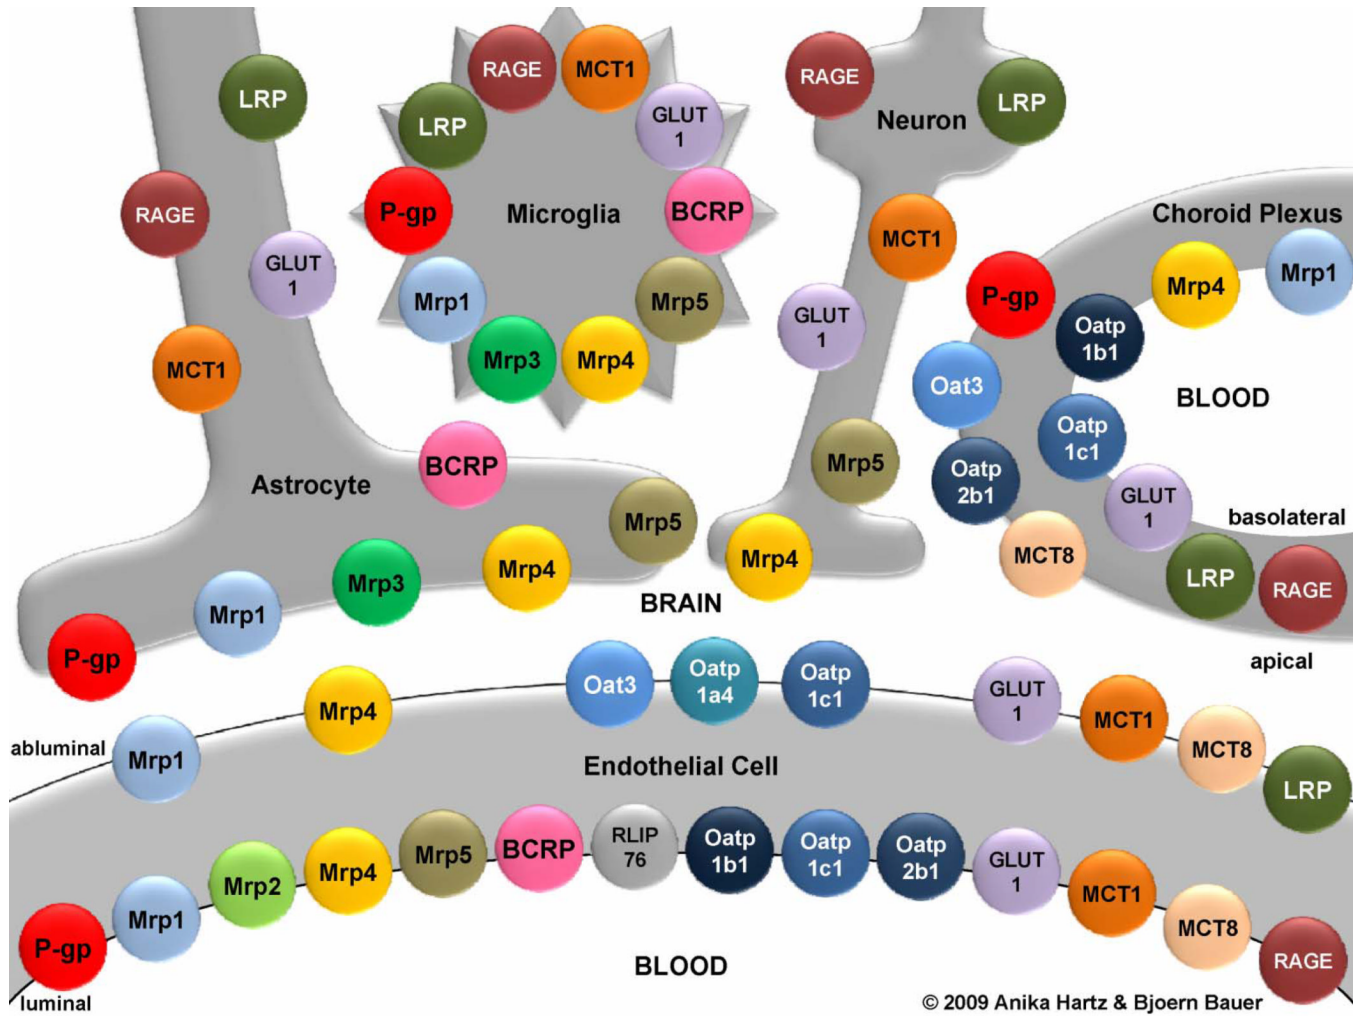 LRP
RAGE
GLUT
1
MCT1
Astrocyte
BCRP
Mrp5
Mrp4
Mrp3
Mrp1
P-gp
RAGE
MCT1
LRP
GLUT
1
P-gp
Microglia
BCRP
Mrp1
Mrp5
Mrp3
Mrp4
RAGE
Neuron
LRP
MCT1
GLUT
1
Mrp5
Mrp4
Choroid Plexus
P-gp
Oatp
1b1
Mrp4
Mrp1
Oat3
BLOOD
Oatp
1c1
Oatp
2b1
GLUT
1
basolateral
MCT8
LRP
RAGE
apical
BRAIN
abluminal
Mrp1
Mrp4
Oat3
Oatp
1a4
Oatp
1c1
GLUT
1
MCT1
MCT8
LRP
Endothelial Cell
P-gp
Mrp1
Mrp2
Mrp4
Mrp5
BCRP
RLIP
76
Oatp
1b1
Oatp
1c1
Oatp
2b1
GLUT
1
MCT1
MCT8
RAGE
luminal
BLOOD
© 2009 Anika Hartz & Bjoern Bauer